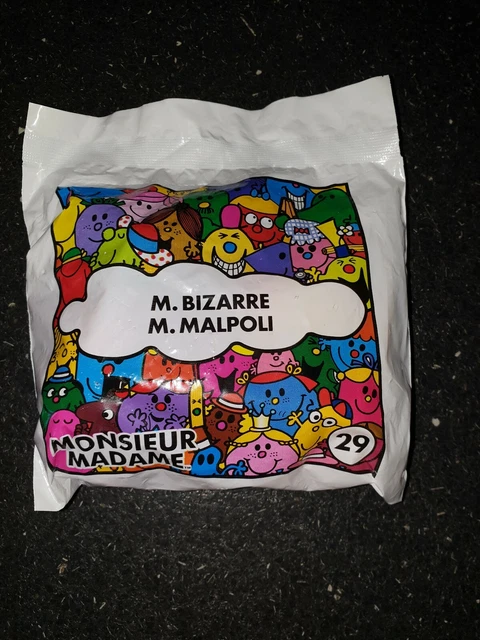 M. BIZARRE
M. MALPOLI
MONSIEUR
MADAME
29